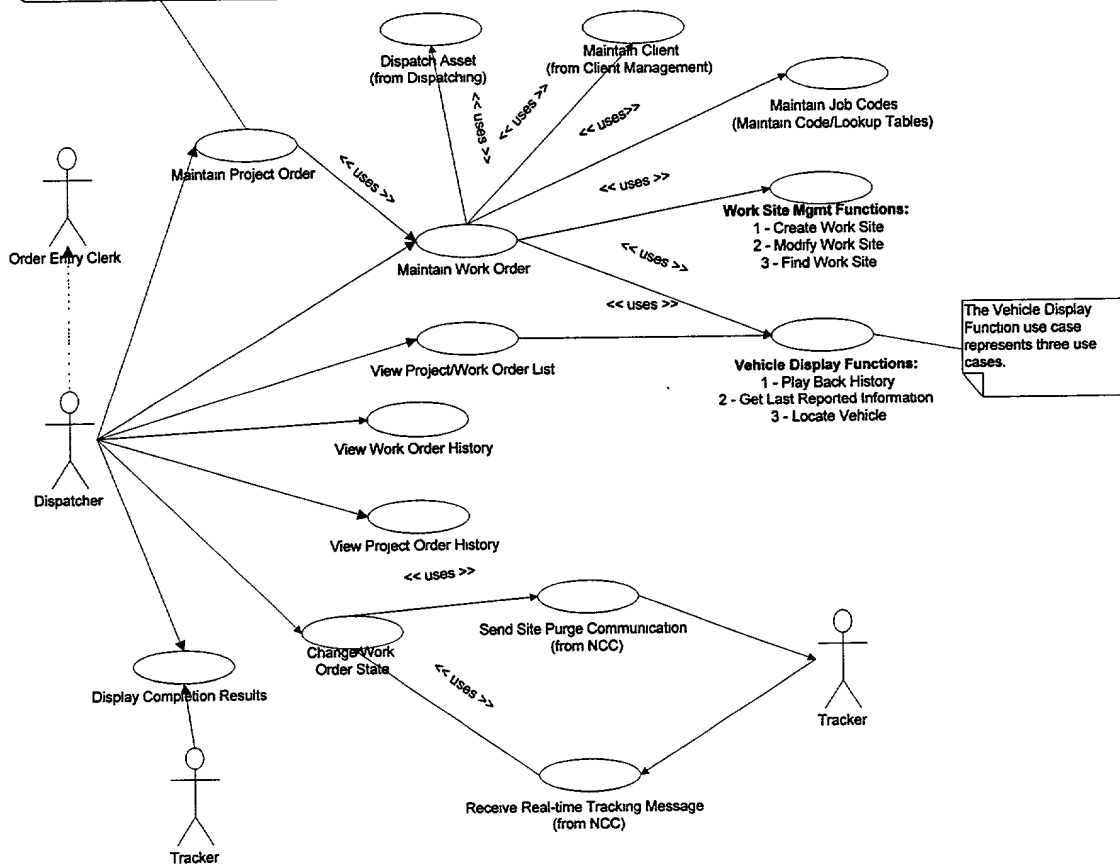 Dispatch Asset
(from Dispatching)
Maintain Client
(from Client Management)
Maintain Job Codes
(Maintain Code/Lookup Tables)
<< uses >>
<< uses >>
<< uses>>
Maintain Project Order
<< uses >>
<< uses >>
Work Site Mgmt Functions:
1 - Create Work Site
2 - Modify Work Site
3 - Find Work Site
Order Entry Clerk
Maintain Work Order
<< uses >>
<< uses >>
The Vehicle Display
Function use case
represents three use
cases.
View Project/Work Order List
Vehicle Display Functions:
1 - Play Back History
2 - Get Last Reported Information
3 - Locate Vehicle
View Work Order History
Dispatcher
View Project Order History
<< uses >>
Send Site Purge Communication
(from NCC)
Change Work
Order State
<< uses >>
Display Completion Results
Tracker
Receive Real-time Tracking Message
(from NCC)
Tracker